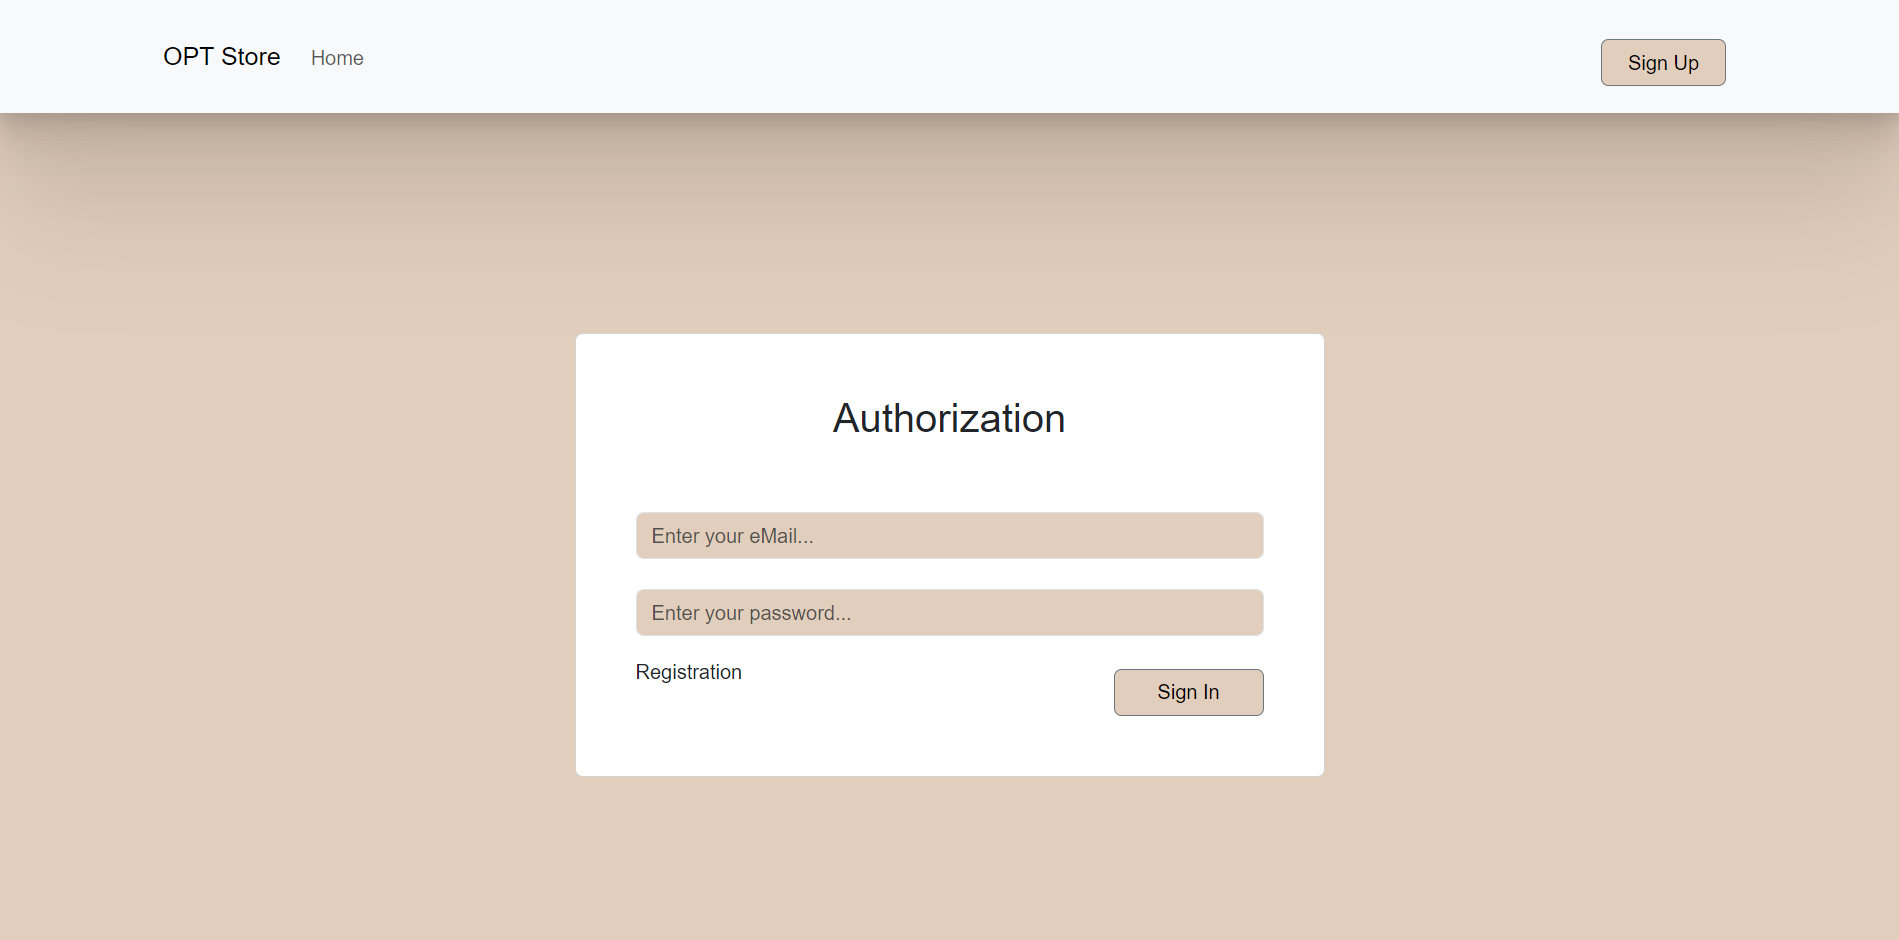 OPT Store Home Sign Up
Authorization
Enter your eMail...
Enter your password...
Registration
Sign In